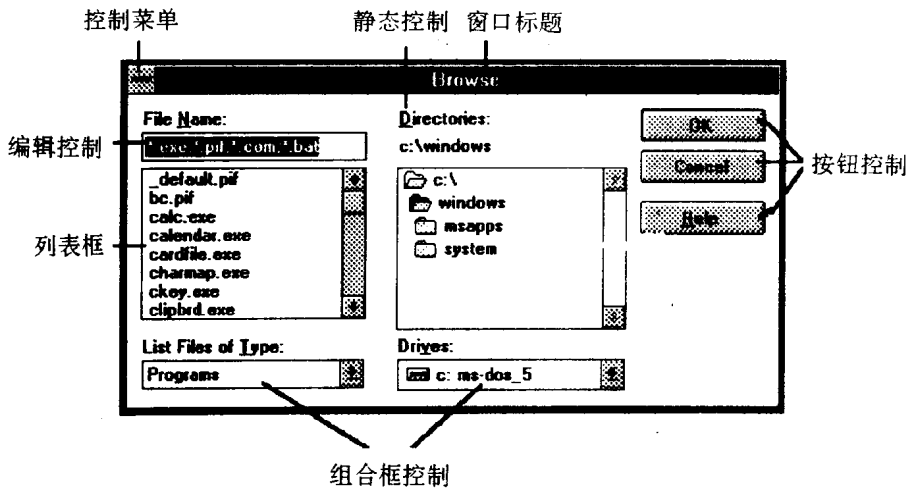 控制菜单
静态控制 窗口标题
Browse
File Name:
Directories:
OK
编辑控制
*.exe;*.pif;*.com;*.bat
c:\windows
Cancel
按钮控制
_default.pif
c:\
bc.pif
windows
calc.exe
msapps
Help
列表框
calendar.exe
system
cardfile.exe
charmap.exe
ckey.exe
clipbrd.exe
List Files of Type:
Drives:
Programs
c: ms-dos_5
组合框控制